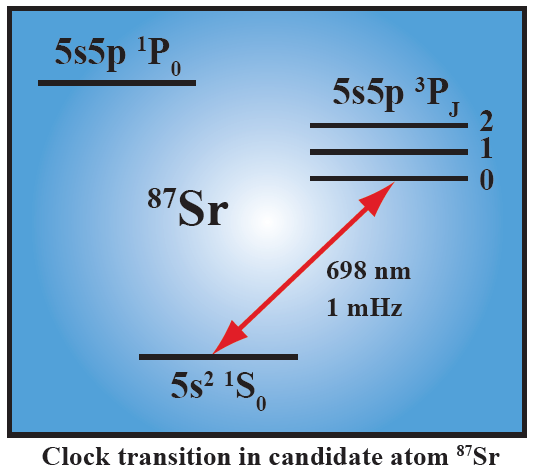 5s5p ¹P₀
5s5p ³P_J
2
1
0
⁸⁷Sr
698 nm
1 mHz
5s² ¹S₀
Clock transition in candidate atom ⁸⁷Sr